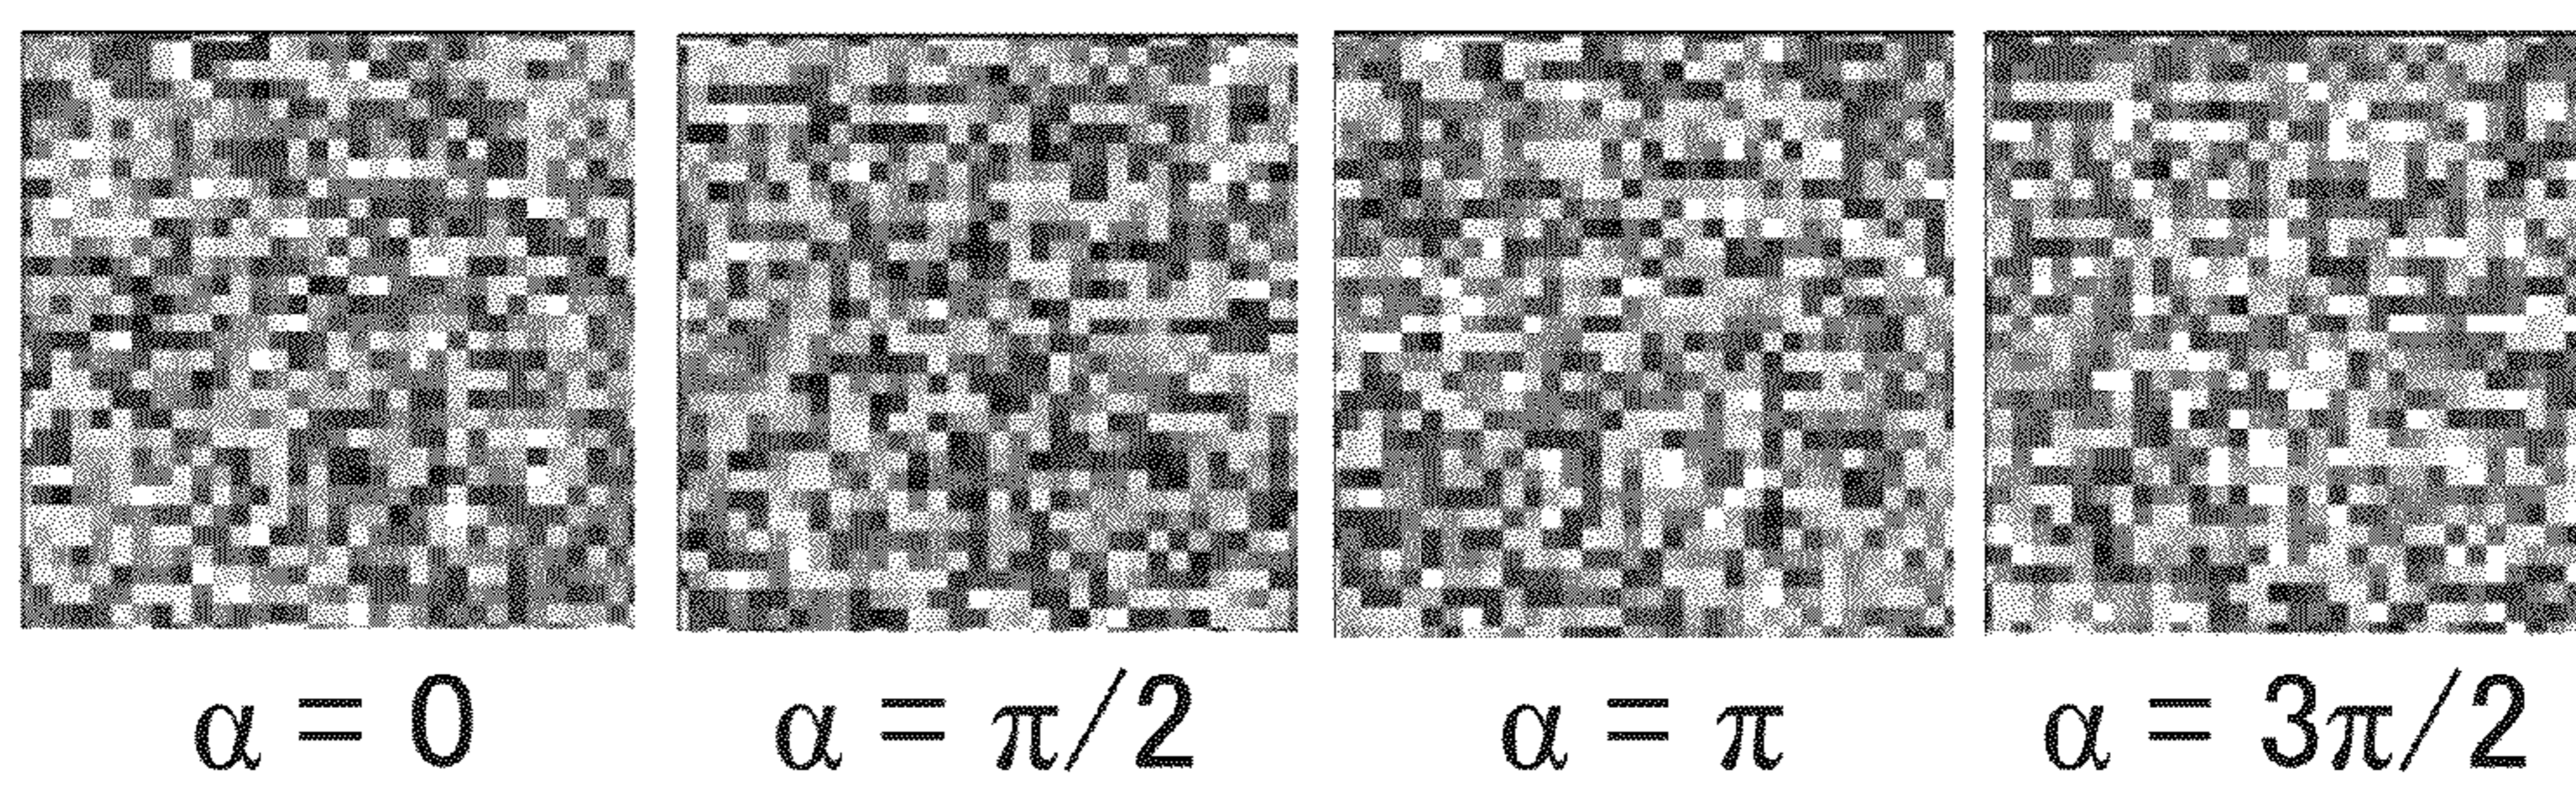 α = 0
α = π/2
α = π
α = 3π/2